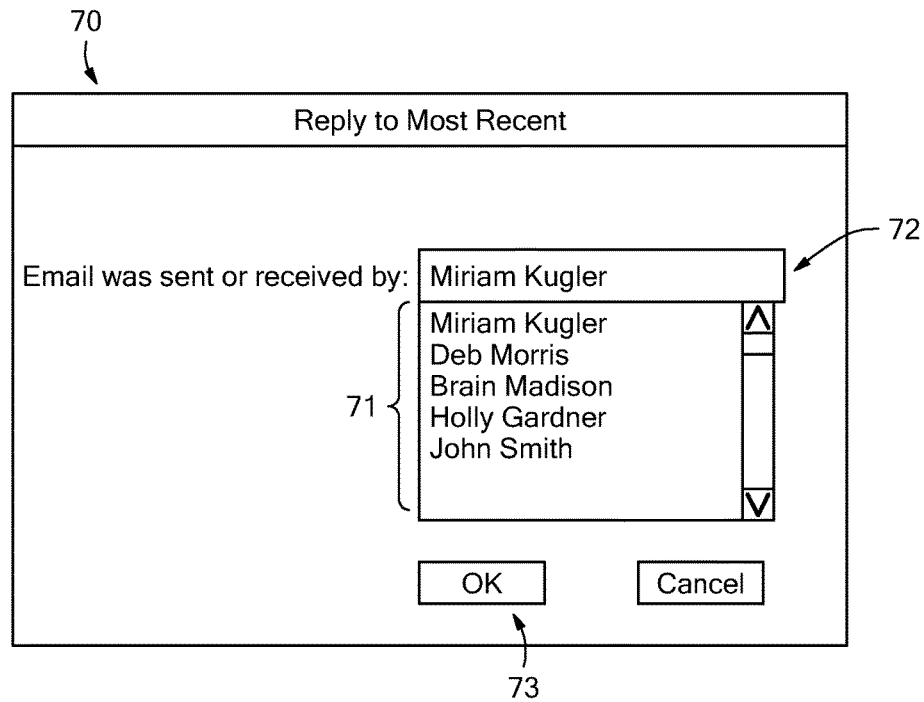 70
Reply to Most Recent
72
Email was sent or received by: Miriam Kugler
Miriam Kugler
Deb Morris
Brain Madison
71
Holly Gardner
John Smith
OK Cancel
73